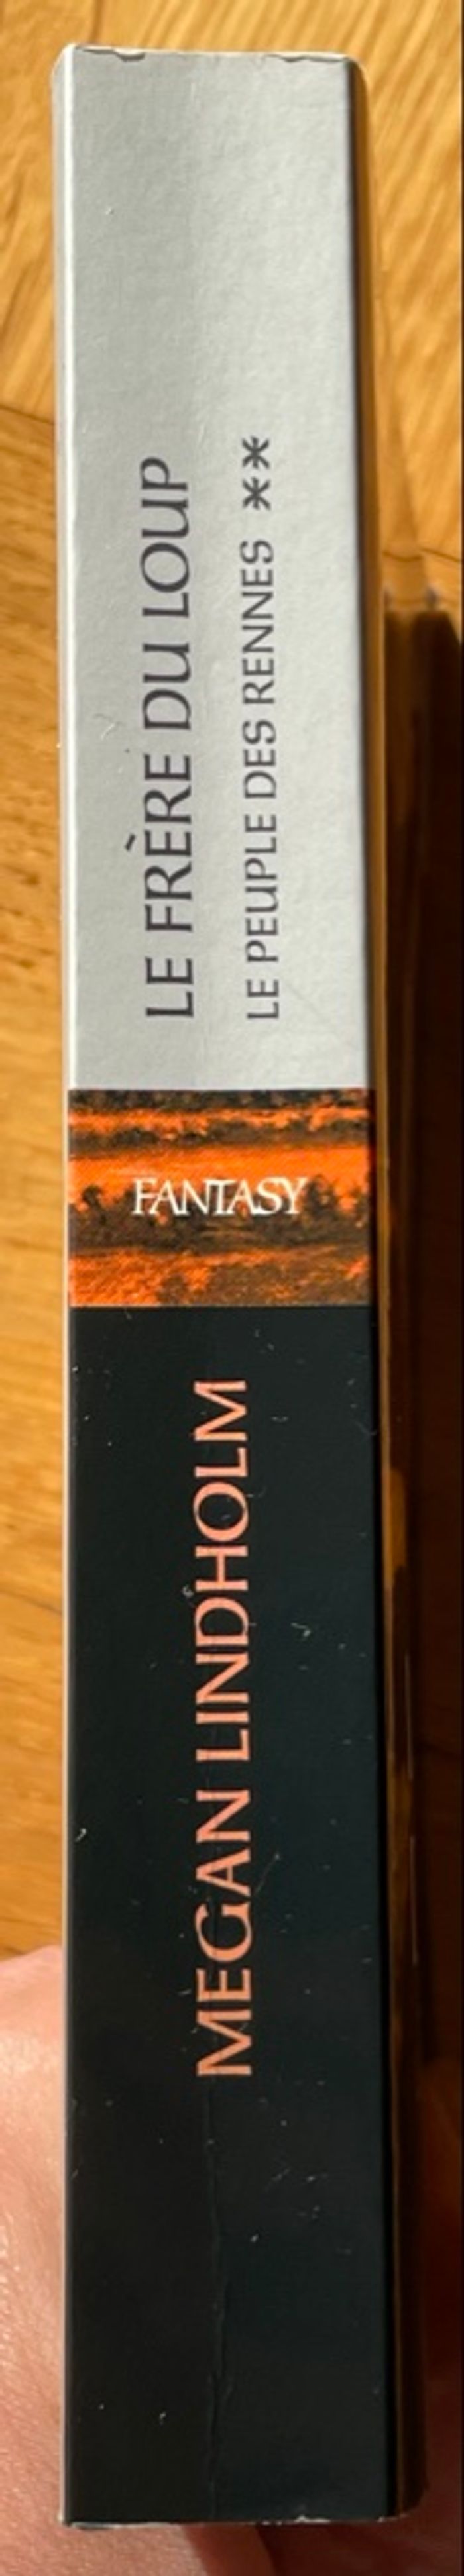 LE FRÈRE DU LOUP
LE PEUPLE DES RENNES **
FANTASY
MEGAN LINDHOLM